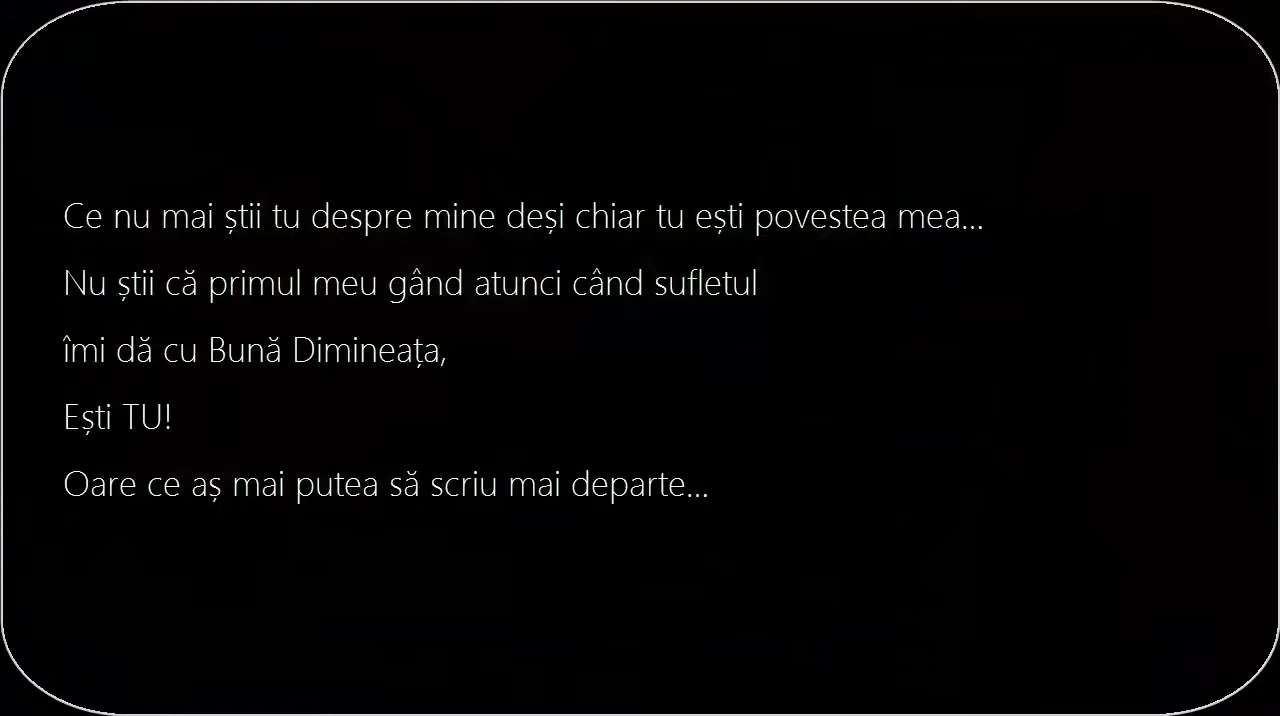 Ce nu mai știi tu despre mine deși chiar tu ești povestea mea...
Nu știi că primul meu gând atunci când sufletul
îmi dă cu Bună Dimineața,
Ești TU!
Oare ce aș mai putea să scriu mai departe...